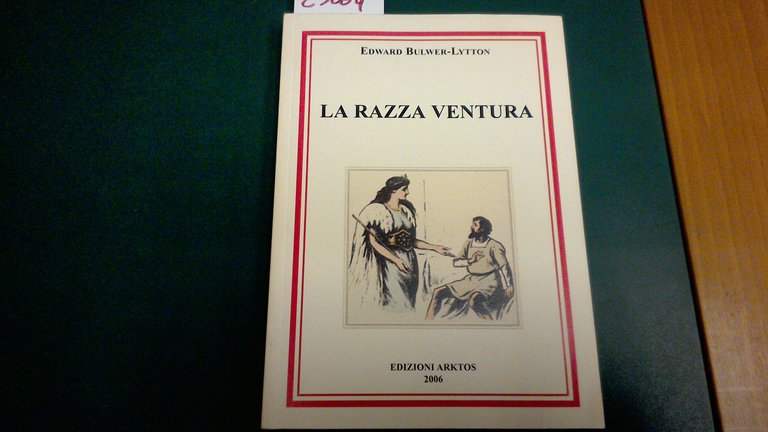 EDWARD BULWER-LYTTON
LA RAZZA VENTURA
EDIZIONI ARKTOS
2006